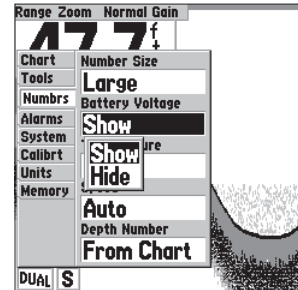 Range Zoom Normal Gain
47.7 ft
Chart
Tools
Numbrs
Alarms
System
Calibrt
Units
Memory
Number Size
Large
Battery Voltage
Show
ure
Show
Hide
Auto
Depth Number
From Chart
DUAL S